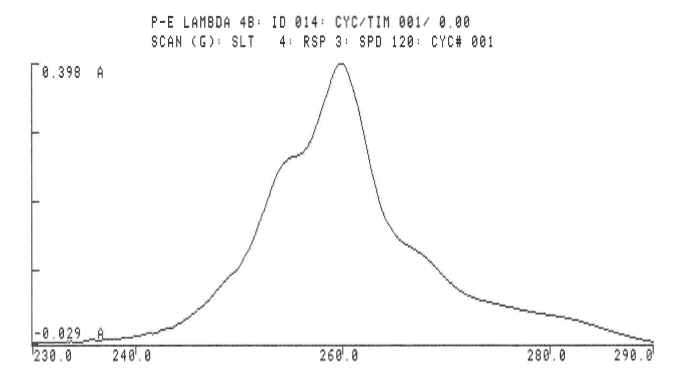 P-E LAMBDA 4B: ID 014: CYC/TIM 001/ 0.00
SCAN (G): SLT 4: RSP 3: SPD 120: CYC# 001
0.398 A
-0.029 A
230.0 240.0 260.0 280.0 290.0